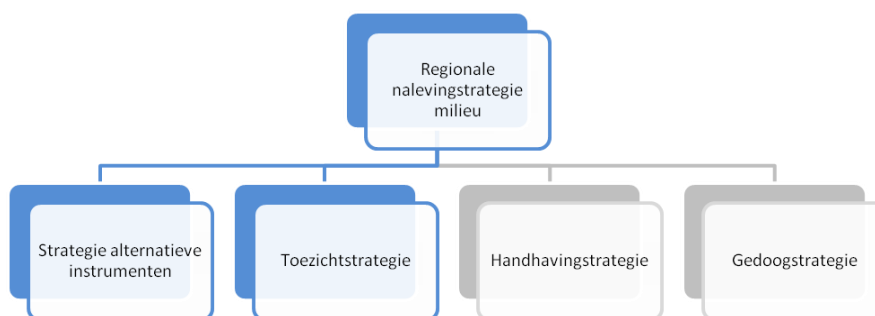 Regionale
nalevingstrategie
milieu
Strategie alternatieve
instrumenten
Toezichtstrategie
Handhavingstrategie
Gedoogstrategie